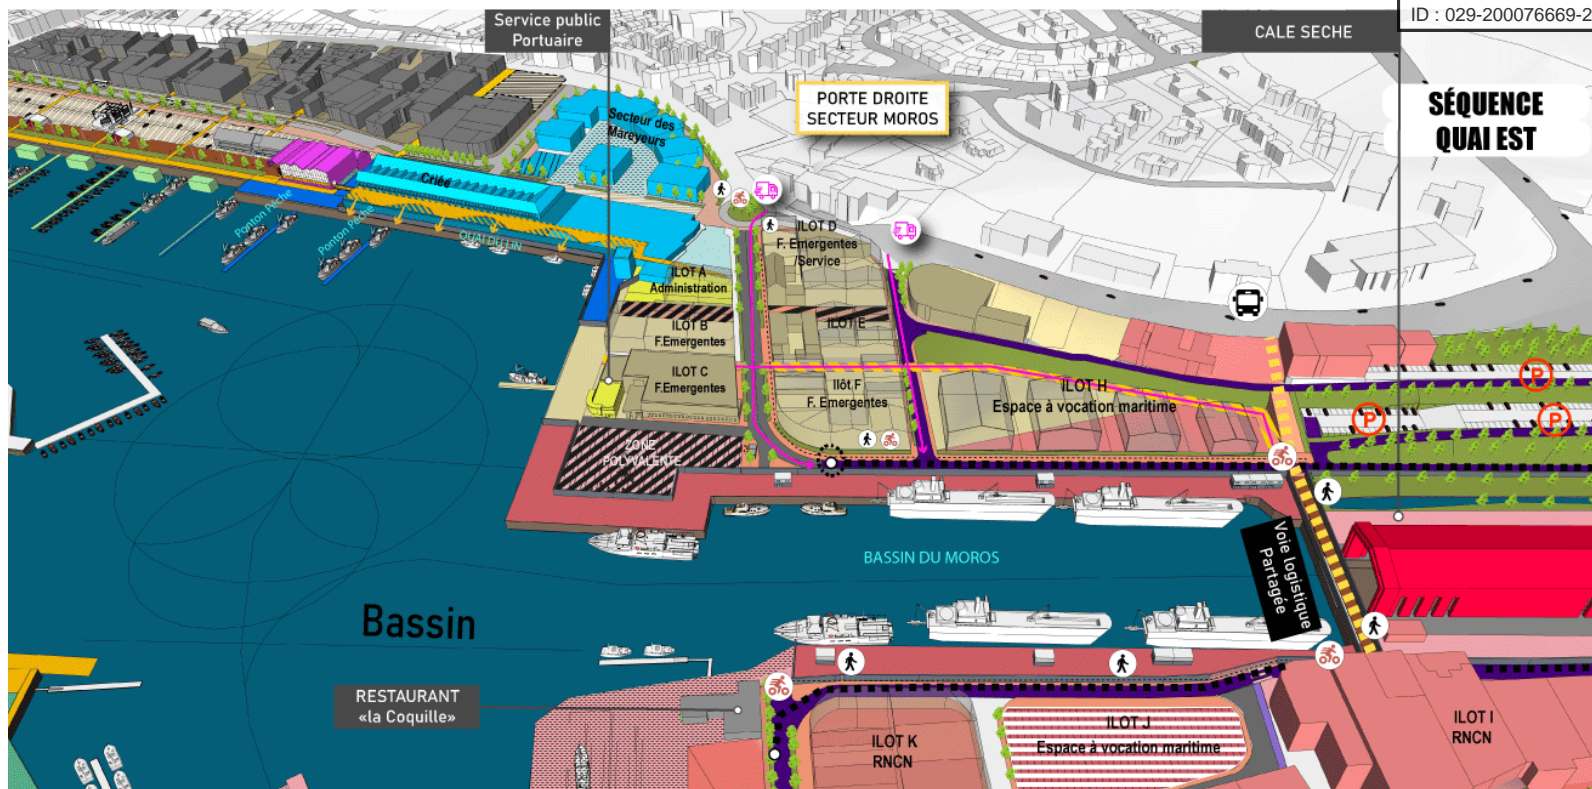 Service public
Portuaire
CALE SECHE
ID : 029-200076669-2
SÉQUENCE
QUAI EST
PORTE DROITE
SECTEUR MOROS
Secteur des
Mareyeurs
Criée
Ponton Pêche
Ponton Pêche
QUAI DU LIN
ILOT D
F. Emergentes
/Service
ILOT A
Administration
ILOT B
F.Emergentes
ILOT E
ILOT C
F.Emergentes
Ilôt F
F. Emergentes
ILOT H
Espace à vocation maritime
P
P
P
ZONE
POLYVALENTE
BASSIN DU MOROS
Voie logistique
Partagée
Bassin
RESTAURANT
«la Coquille»
ILOT K
RNCN
ILOT J
Espace à vocation maritime
ILOT I
RNCN